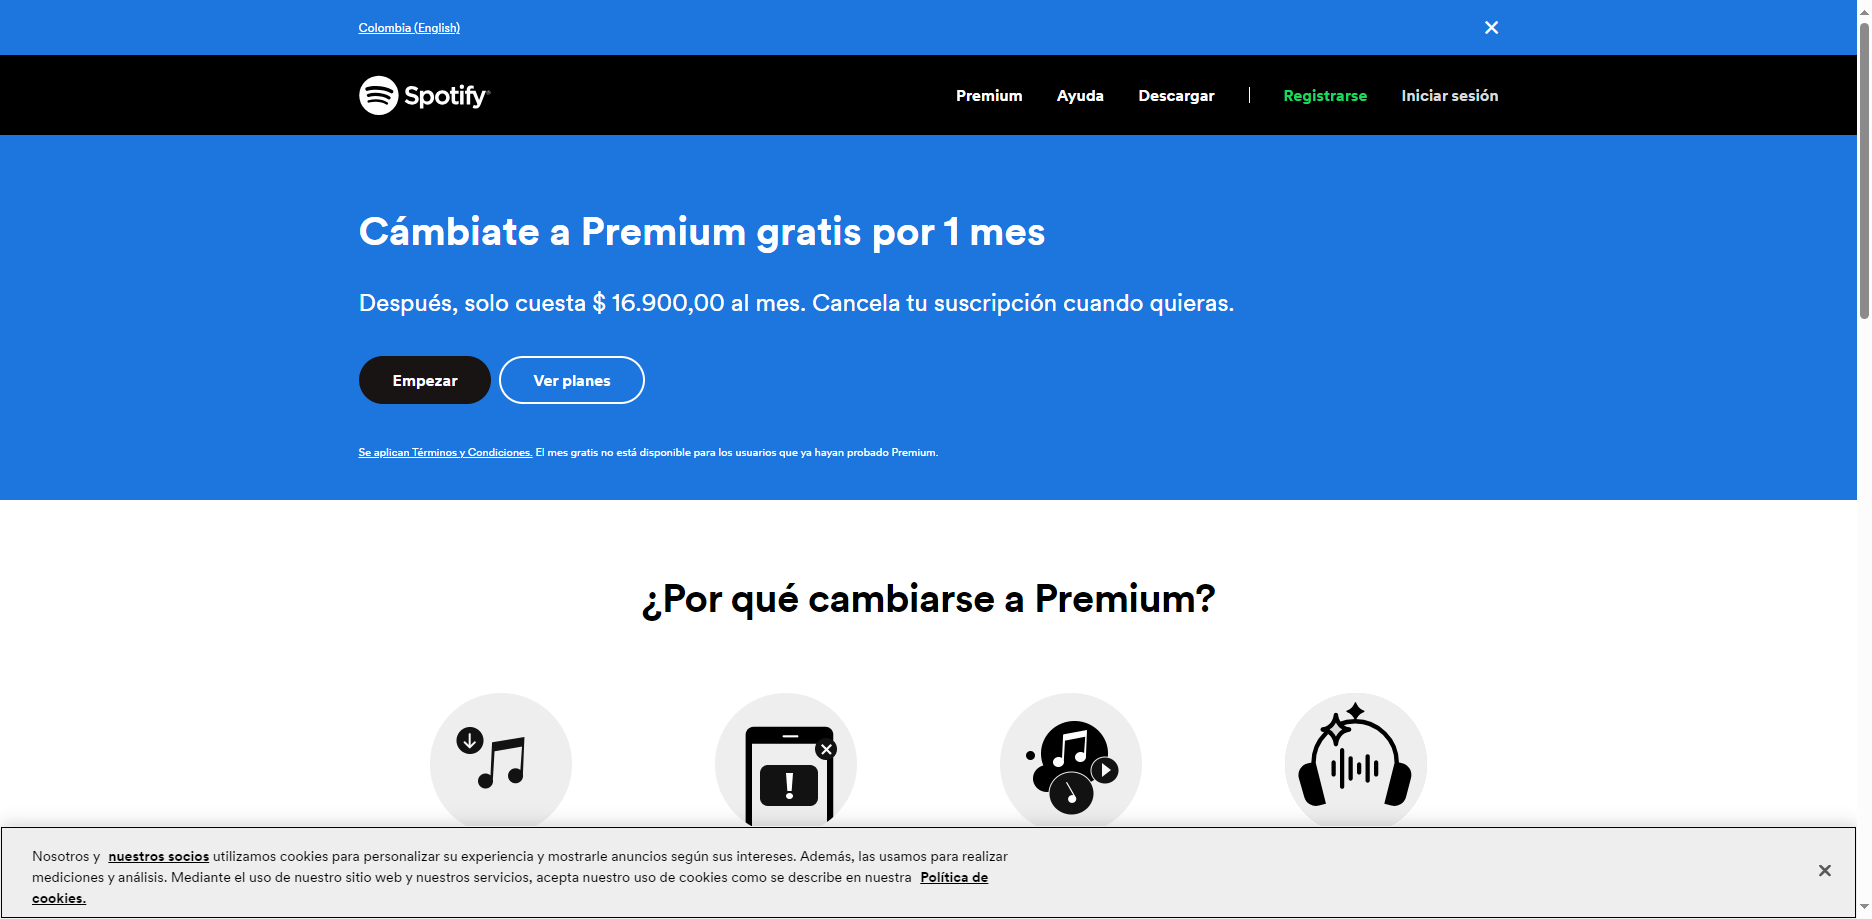 Colombia (English)
Spotify
Premium
Ayuda
Descargar
Registrarse
Iniciar sesión
Cámbiate a Premium gratis por 1 mes
Después, solo cuesta $ 16.900,00 al mes. Cancela tu suscripción cuando quieras.
Empezar
Ver planes
Se aplican Términos y Condiciones. El mes gratis no está disponible para los usuarios que ya hayan probado Premium.
¿Por qué cambiarse a Premium?
Nosotros y nuestros socios utilizamos cookies para personalizar su experiencia y mostrarle anuncios según sus intereses. Además, las usamos para realizar
mediciones y análisis. Mediante el uso de nuestro sitio web y nuestros servicios, acepta nuestro uso de cookies como se describe en nuestra Política de
cookies.